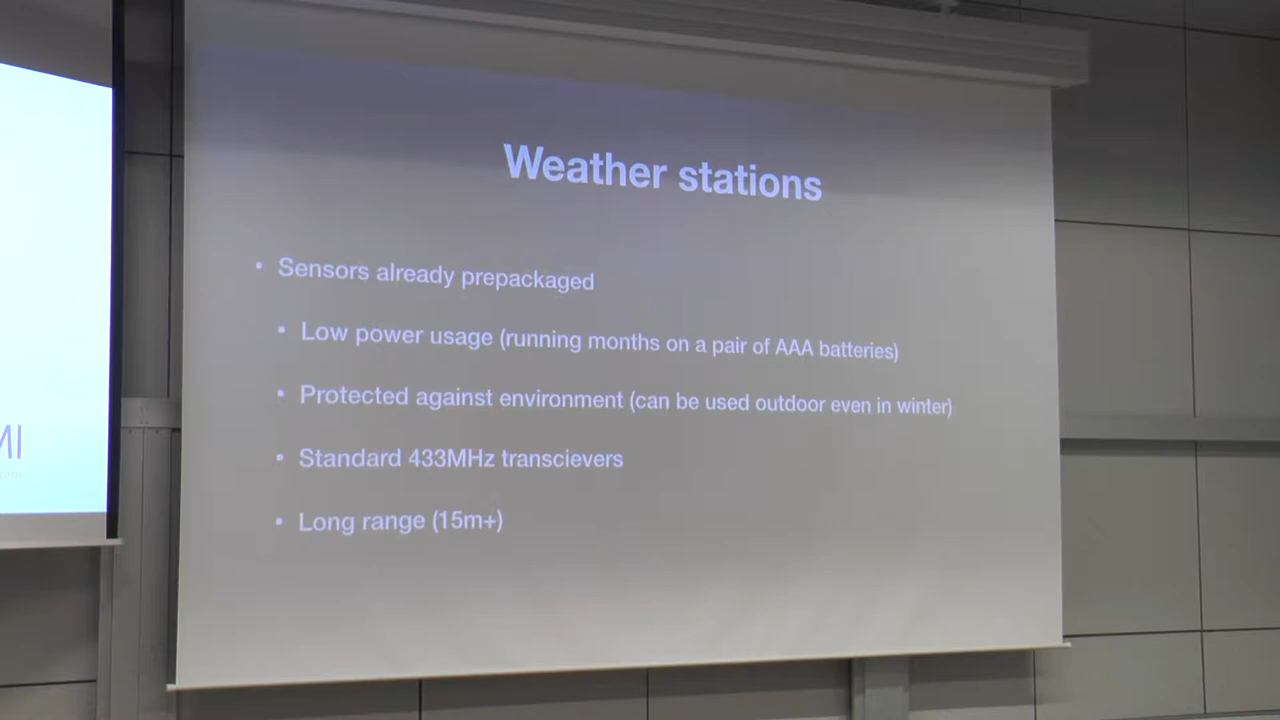 Weather stations
• Sensors already prepackaged
• Low power usage (running months on a pair of AAA batteries)
• Protected against environment (can be used outdoor even in winter)
• Standard 433MHz transcievers
• Long range (15m+)
MI